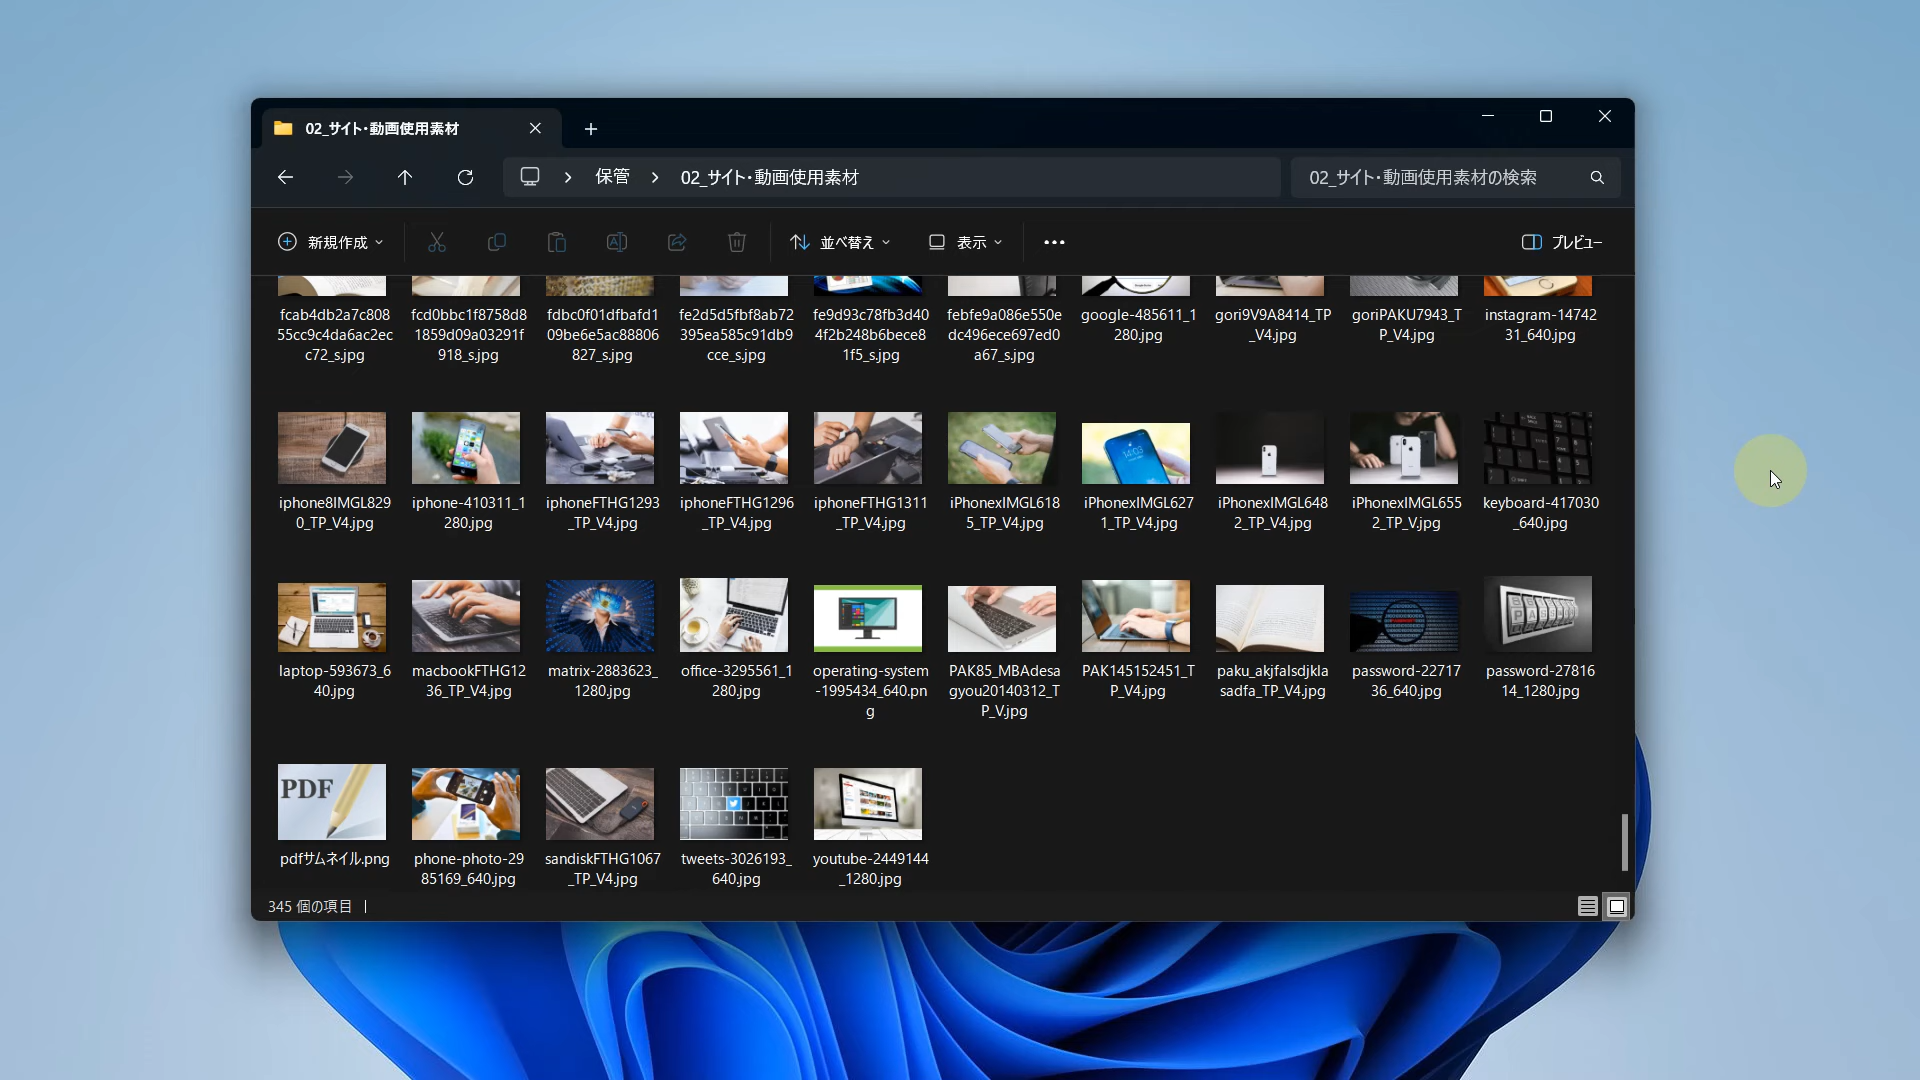 02_サイト・動画使用素材
保管
02_サイト・動画使用素材
02_サイト・動画使用素材の検索
新規作成
並べ替え
表示
プレビュー
fcab4db2a7c808
55cc9c4da6ac2ec
c72_s.jpg
fcd0bbc1f8758d8
1859d09a03291f
918_s.jpg
fdbc0f01dfbafd1
09be6e5ac88806
827_s.jpg
fe2d5d5fbf8ab72
395ea585c91db9
cce_s.jpg
fe9d93c78fb3d40
4f2b248b6bece8
1f5_s.jpg
febfe9a086e550e
dc496ece697ed0
a67_s.jpg
google-485611_1
280.jpg
gori9V9A8414_TP
_V4.jpg
goriPAKU7943_T
P_V4.jpg
instagram-14742
31_640.jpg
iphone8IMGL829
0_TP_V4.jpg
iphone-410311_1
280.jpg
iphoneFTHG1293
_TP_V4.jpg
iphoneFTHG1296
_TP_V4.jpg
iphoneFTHG1311
_TP_V4.jpg
iPhonexIMGL618
5_TP_V4.jpg
14:03
iPhonexIMGL627
1_TP_V4.jpg
iPhonexIMGL648
2_TP_V4.jpg
iPhonexIMGL655
2_TP_V.jpg
keyboard-417030
_640.jpg
laptop-593673_6
40.jpg
macbookFTHG12
36_TP_V4.jpg
matrix-2883623_
1280.jpg
office-3295561_1
280.jpg
operating-system
-1995434_640.pn
g
PAK85_MBAdesa
gyou20140312_T
P_V.jpg
PAK145152451_T
P_V4.jpg
paku_akjfalsdjkla
sadfa_TP_V4.jpg
password-22717
36_640.jpg
password-27816
14_1280.jpg
PDF
pdfサムネイル.png
phone-photo-29
85169_640.jpg
sandiskFTHG1067
_TP_V4.jpg
tweets-3026193_
640.jpg
youtube-2449144
_1280.jpg
345 個の項目